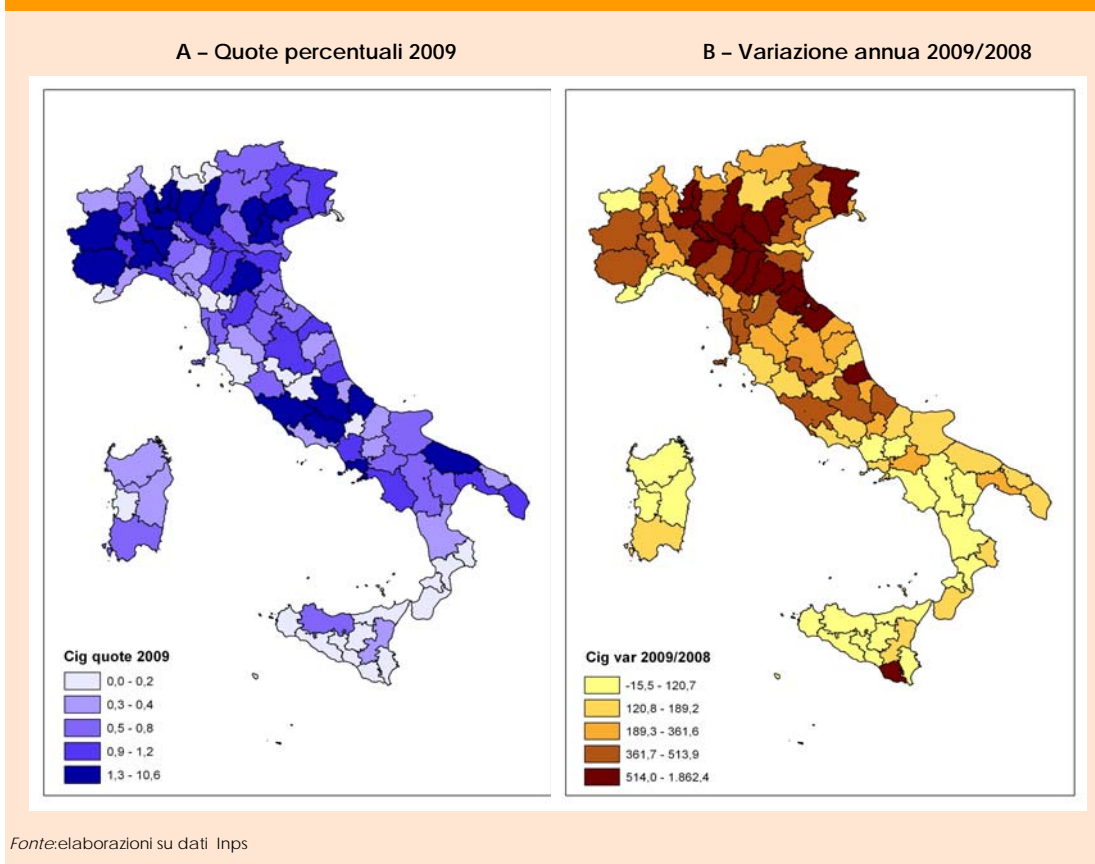 A – Quote percentuali 2009
B – Variazione annua 2009/2008
Cig quote 2009
0,0 - 0,2
0,3 - 0,4
0,5 - 0,8
0,9 - 1,2
1,3 - 10,6
Cig var 2009/2008
-15,5 - 120,7
120,8 - 189,2
189,3 - 361,6
361,7 - 513,9
514,0 - 1.862,4
Fonte:elaborazioni su dati Inps